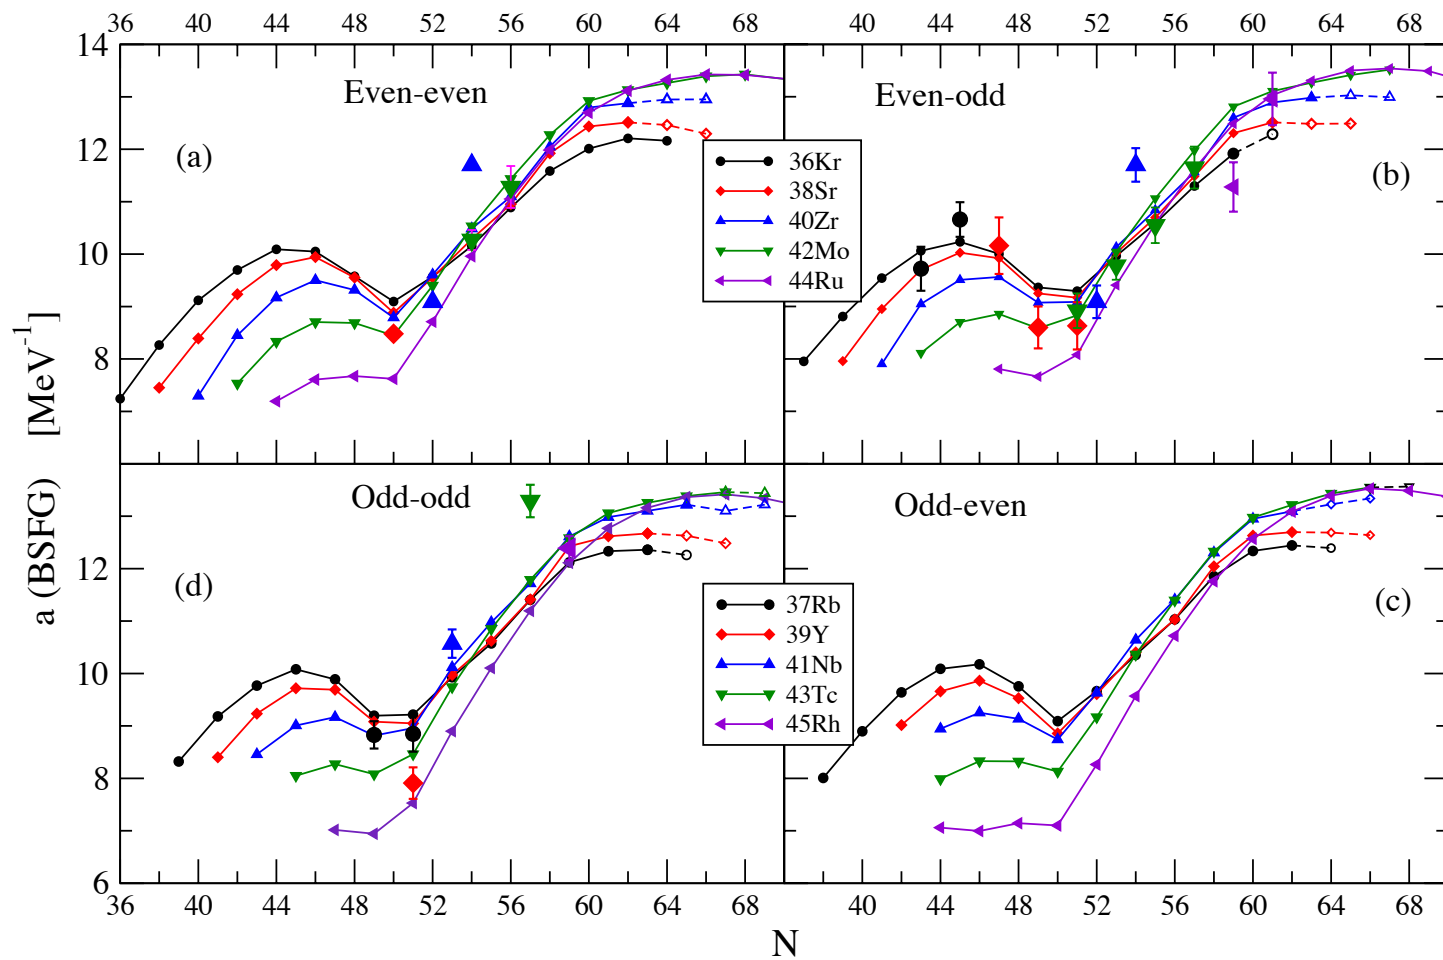 36 40 44 48 52 56 60 64 68 40 44 48 52 56 60 64 68
14
12
10
8
Even-even
(a)
Even-odd
(b)
36Kr
38Sr
40Zr
42Mo
44Ru
a (BSFG) [MeV-1]
Odd-odd
(d)
Odd-even
(c)
37Rb
39Y
41Nb
43Tc
45Rh
12
10
8
6
36 40 44 48 52 56 60 64 68 40 44 48 52 56 60 64 68
N